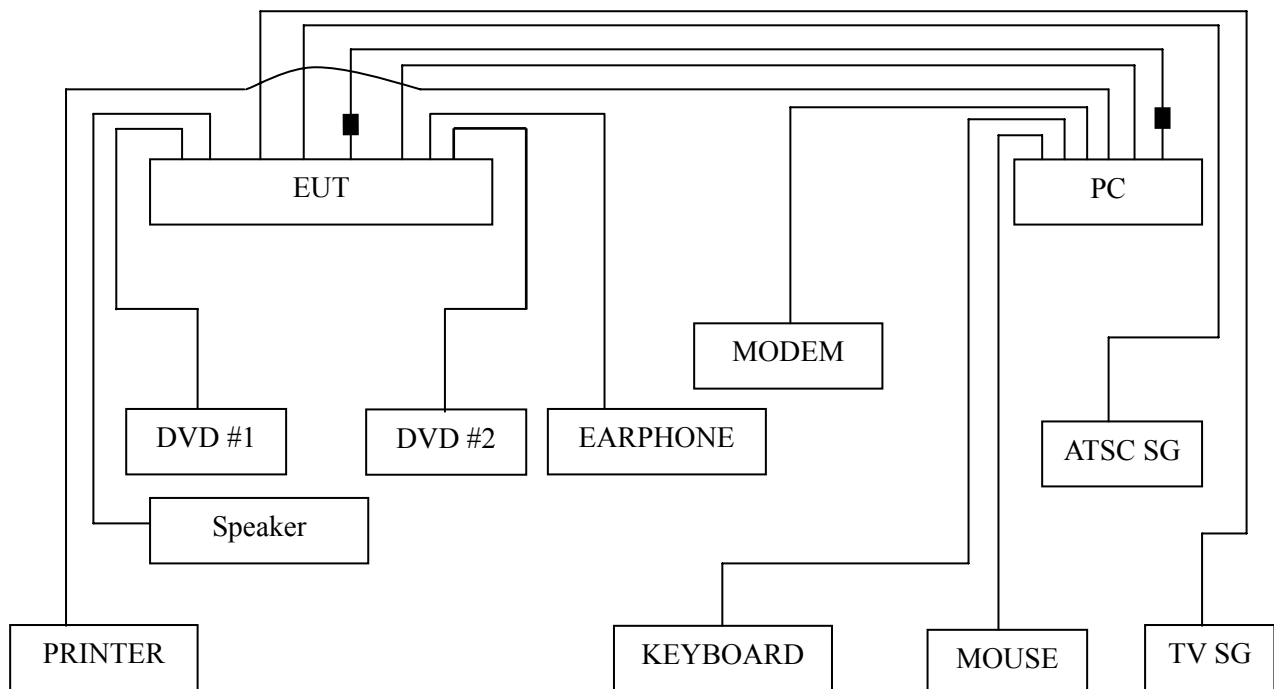 EUT
PC
MODEM
DVD #1
DVD #2
EARPHONE
ATSC SG
Speaker
PRINTER
KEYBOARD
MOUSE
TV SG